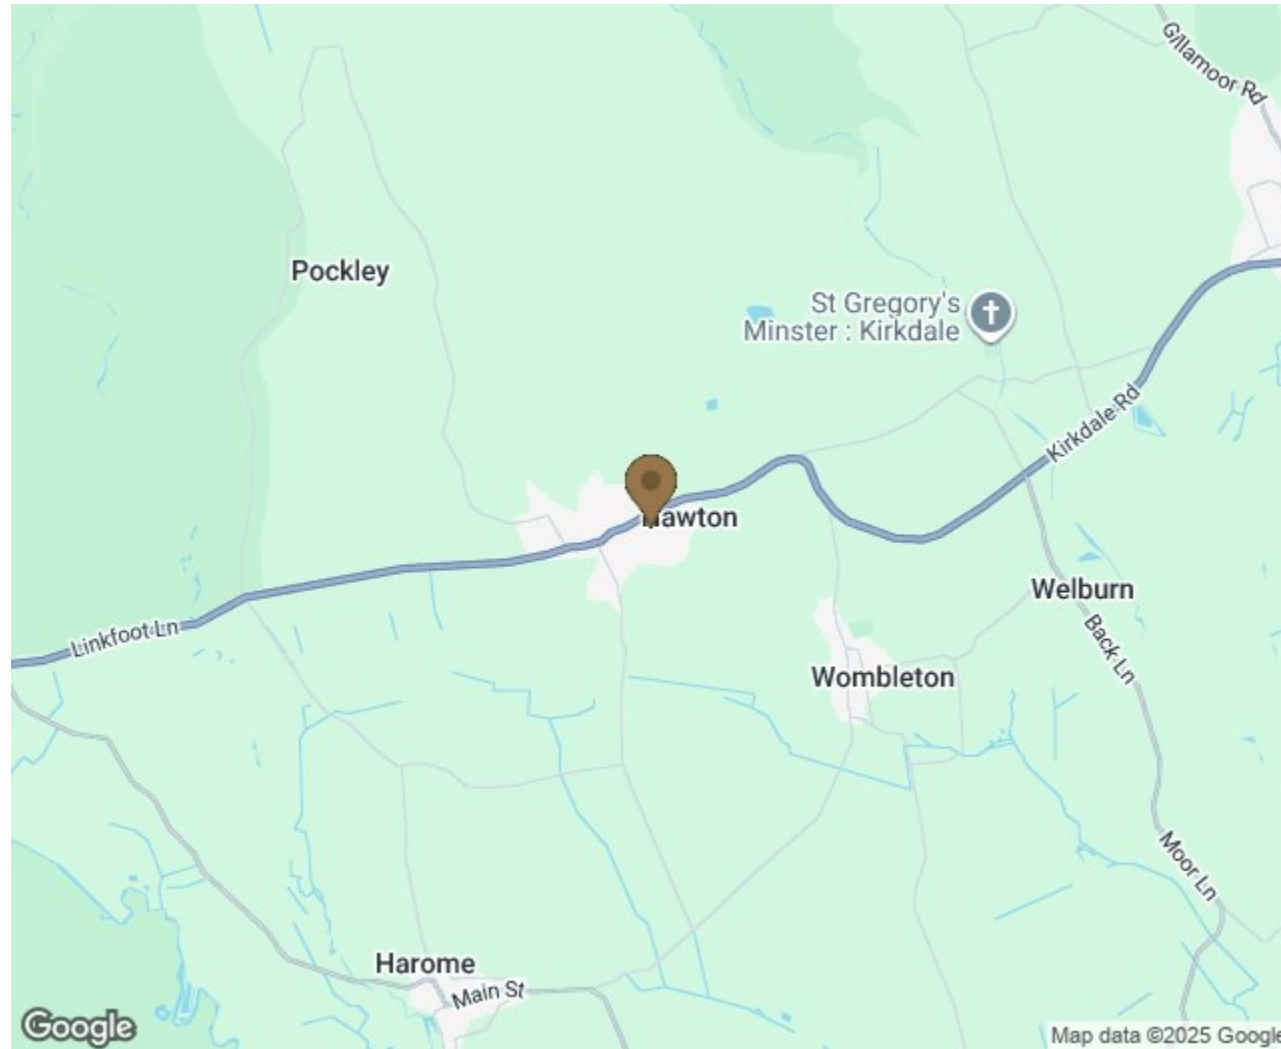 Gillamoor Rd
Pockley
St Gregory's
Minster : Kirkdale
Kirkdale Rd
Nawton
Welburn
Linkfoot Ln
Back Ln
Wombleton
Moor Ln
Harome
Main St
Google
Map data ©2025 Google